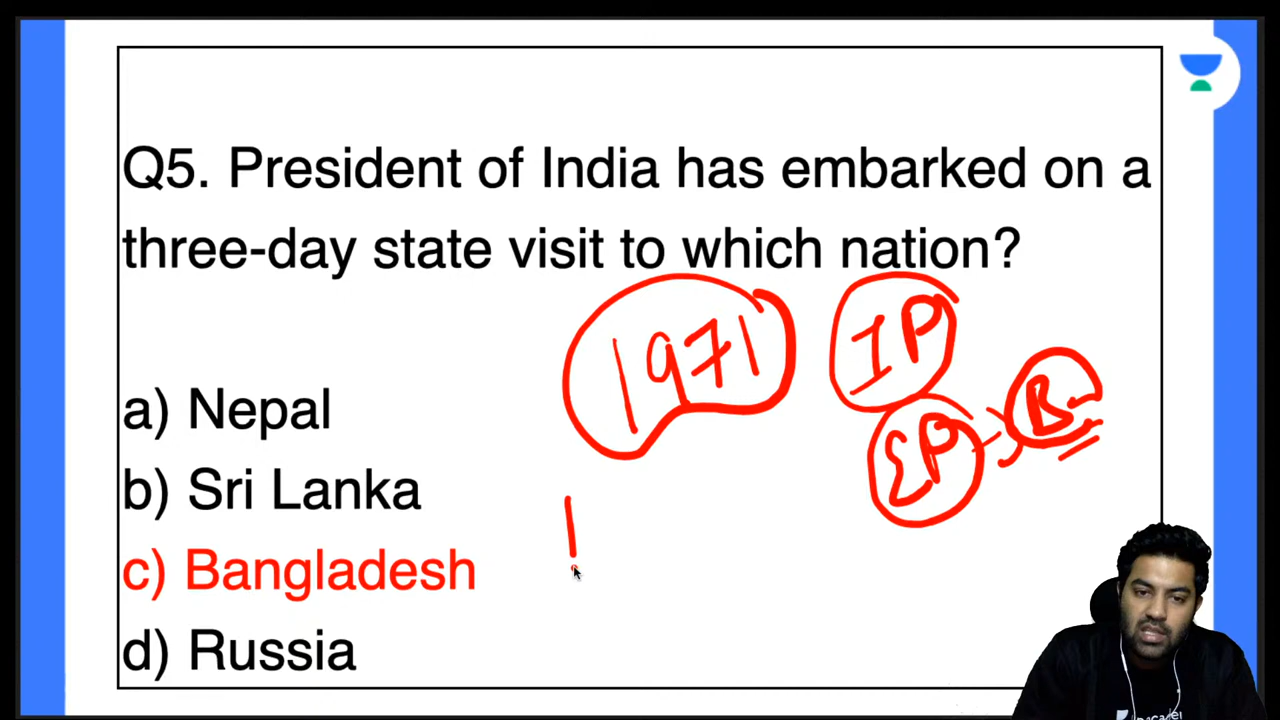 Q5. President of India has embarked on a
three-day state visit to which nation?
1971
IP
EP
B
a) Nepal
b) Sri Lanka
c) Bangladesh
d) Russia